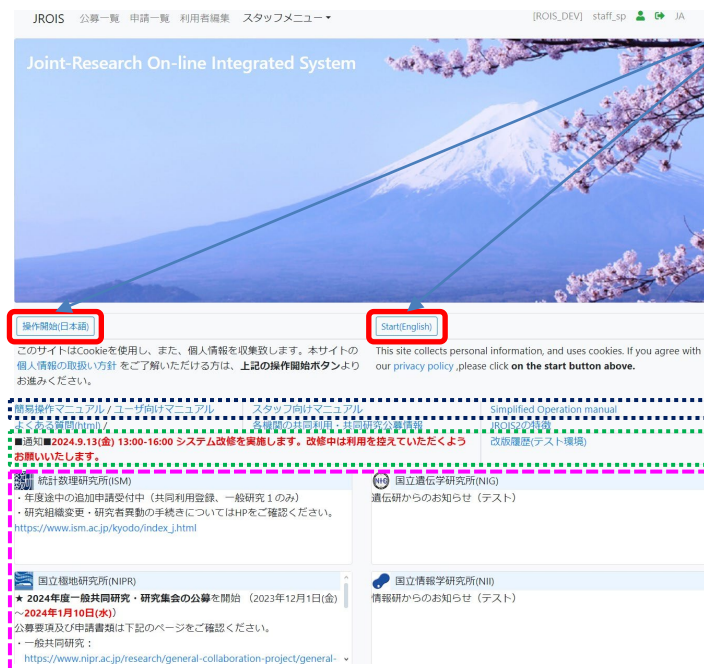 JROIS 公募一覧 申請一覧 利用者編集 スタッフメニュー [ROIS_DEV] staff_sp JA
Joint-Research On-line Integrated System
操作開始(日本語) Start(English)
このサイトはCookieを使用し、また、個人情報を収集致します。本サイトの
個人情報の取扱い方針 をご了解いただける方は、上記の操作開始ボタンより
お進みください。
This site collects personal information, and uses cookies. If you agree with
our privacy policy ,please click on the start button above.
簡易操作マニュアル / ユーザ向けマニュアル スタッフ向けマニュアル Simplified Operation manual
よくある質問(html) / 各機関の共同利用・共同研究公募情報 JROIS2の特徴
■通知■2024.9.13(金) 13:00-16:00 システム改修を実施します。改修中は利用を控えていただくよう
お願いいたします。
改版履歴(テスト環境)
統計数理研究所(ISM)
・年度途中の追加申請受付中（共同利用登録、一般研究１のみ）
・研究組織変更・研究者異動の手続きについてはHPをご確認ください。
https://www.ism.ac.jp/kyodo/index_j.html
NIG 国立遺伝学研究所(NIG)
遺伝研からのお知らせ（テスト）
国立極地研究所(NIPR)
★ 2024年度一般共同研究・研究集会の公募を開始 （2023年12月1日(金)
～2024年1月10日(水)）
公募要項及び申請書類は下記のページをご確認ください。
・一般共同研究：
https://www.nipr.ac.jp/research/general-collaboration-project/general-
国立情報学研究所(NII)
情報研からのお知らせ（テスト）